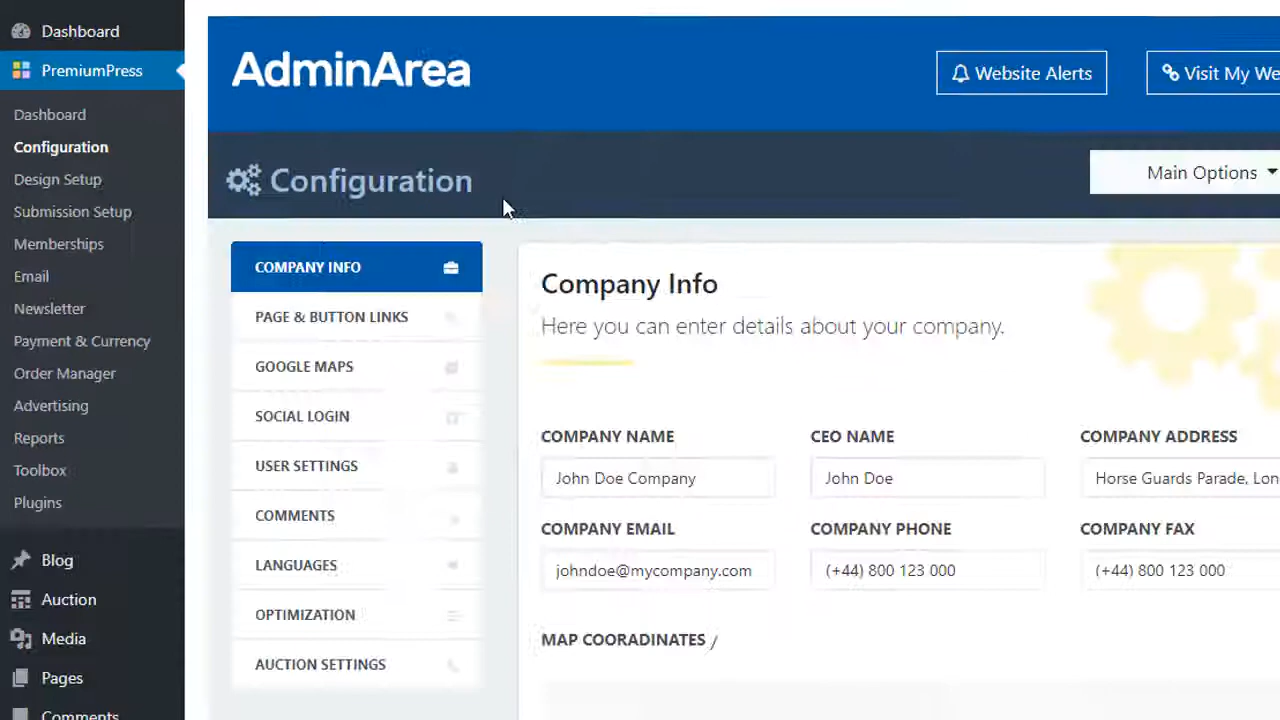 Dashboard
PremiumPress
Dashboard
Configuration
Design Setup
Submission Setup
Memberships
Email
Newsletter
Payment & Currency
Order Manager
Advertising
Reports
Toolbox
Plugins
Blog
Auction
Media
Pages
Comments
AdminArea
Website Alerts
Visit My We
Configuration
Main Options
COMPANY INFO
PAGE & BUTTON LINKS
GOOGLE MAPS
SOCIAL LOGIN
USER SETTINGS
COMMENTS
LANGUAGES
OPTIMIZATION
AUCTION SETTINGS
Company Info
Here you can enter details about your company.
COMPANY NAME CEO NAME COMPANY ADDRESS
John Doe Company John Doe Horse Guards Parade, Lon
COMPANY EMAIL COMPANY PHONE COMPANY FAX
johndoe@mycompany.com (+44) 800 123 000 (+44) 800 123 000
MAP COORADINATES /